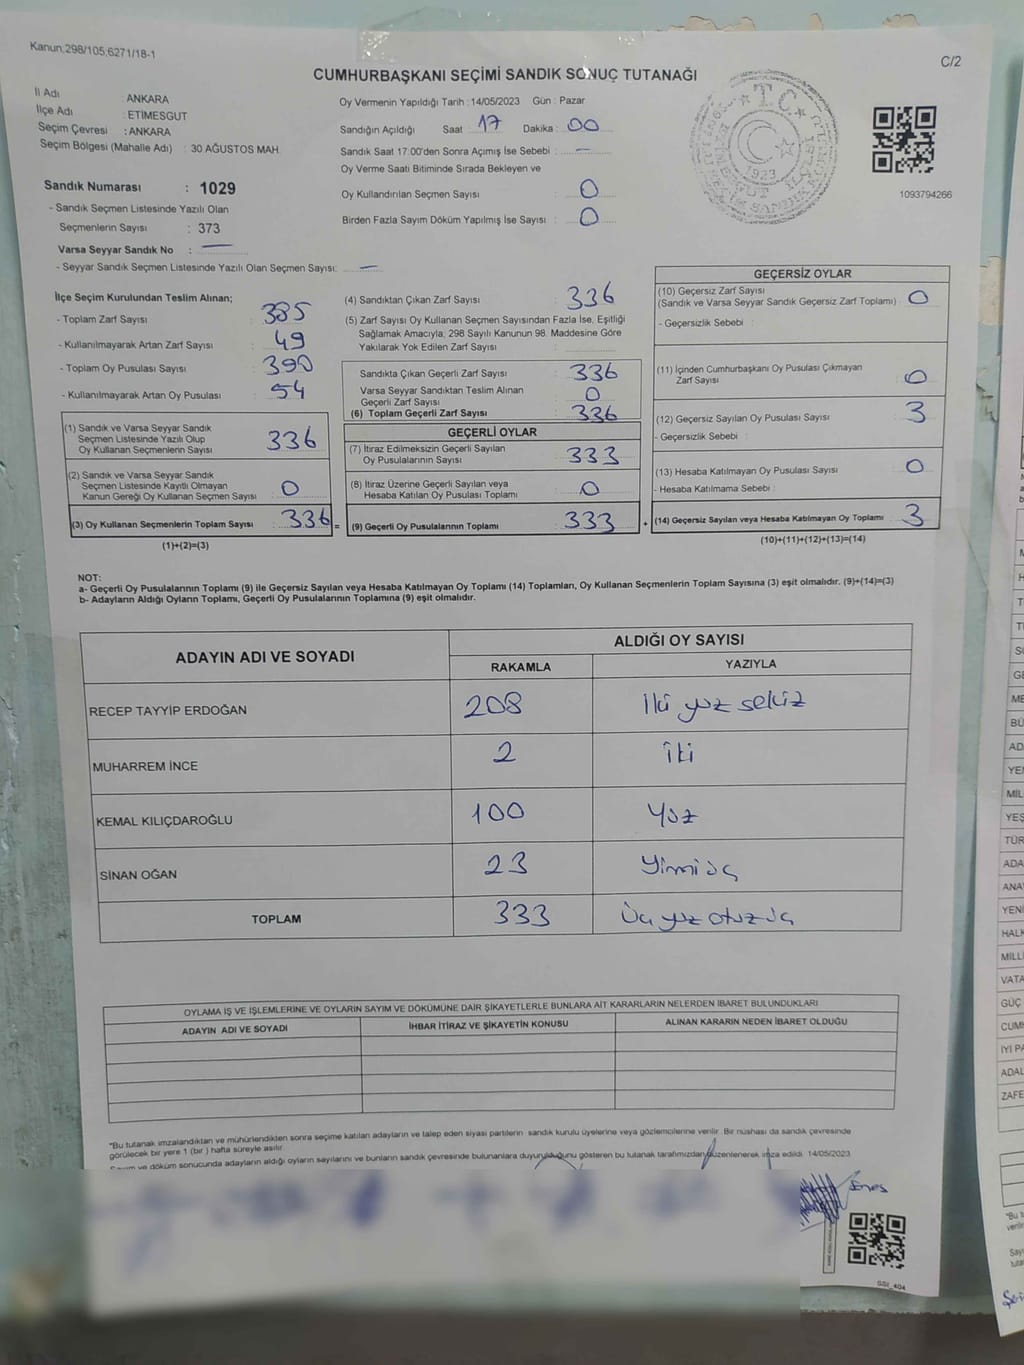 Kanun;298/105;6271/18-1
C/2
CUMHURBAŞKANI SEÇİMİ SANDIK SONUÇ TUTANAĞI
İl Adı : ANKARA
İlçe Adı : ETİMESGUT
Seçim Çevresi : ANKARA
Seçim Bölgesi (Mahalle Adı) : 30 AĞUSTOS MAH.
Sandık Numarası : 1029
- Sandık Seçmen Listesinde Yazılı Olan
Seçmenlerin Sayısı : 373
Varsa Seyyar Sandık No : —
- Seyyar Sandık Seçmen Listesinde Yazılı Olan Seçmen Sayısı: —
Oy Vermenin Yapıldığı Tarih : 14/05/2023 Gün : Pazar
Sandığın Açıldığı Saat : 17 Dakika : 00
Sandık Saat 17:00'den Sonra Açımış İse Sebebi : —
Oy Verme Saati Bitiminde Sırada Bekleyen ve
Oy Kullandırılan Seçmen Sayısı : 0
Birden Fazla Sayım Döküm Yapılmış İse Sayısı : 0
T.C.
1923
1093794266
İlçe Seçim Kurulundan Teslim Alınan;
- Toplam Zarf Sayısı : 385
- Kullanılmayarak Artan Zarf Sayısı : 49
- Toplam Oy Pusulası Sayısı : 390
- Kullanılmayarak Artan Oy Pusulası : 54
(1) Sandık ve Varsa Seyyar Sandık
Seçmen Listesinde Yazılı Olup
Oy Kullanan Seçmenlerin Sayısı : 336
(2) Sandık ve Varsa Seyyar Sandık
Seçmen Listesinde Kayıtlı Olmayan
Kanun Gereği Oy Kullanan Seçmen Sayısı : 0
(3) Oy Kullanan Seçmenlerin Toplam Sayısı : 336 =
(1)+(2)=(3)
(4) Sandıktan Çıkan Zarf Sayısı : 336
(5) Zarf Sayısı Oy Kullanan Seçmen Sayısından Fazla İse, Eşitliği
Sağlamak Amacıyla; 298 Sayılı Kanunun 98. Maddesine Göre
Yakılarak Yok Edilen Zarf Sayısı :
Sandıkta Çıkan Geçerli Zarf Sayısı : 336
Varsa Seyyar Sandıktan Teslim Alınan
Geçerli Zarf Sayısı : 0
(6) Toplam Geçerli Zarf Sayısı : 336
GEÇERLİ OYLAR
(7) İtiraz Edilmeksizin Geçerli Sayılan
Oy Pusulalarının Sayısı : 333
(8) İtiraz Üzerine Geçerli Sayılan veya
Hesaba Katılan Oy Pusulası Toplamı : 0
(9) Geçerli Oy Pusulalarının Toplamı : 333 +
GEÇERSİZ OYLAR
(10) Geçersiz Zarf Sayısı
(Sandık ve Varsa Seyyar Sandık Geçersiz Zarf Toplamı) : 0
- Geçersizlik Sebebi :
(11) İçinden Cumhurbaşkanı Oy Pusulası Çıkmayan
Zarf Sayısı : 0
(12) Geçersiz Sayılan Oy Pusulası Sayısı : 3
- Geçersizlik Sebebi :
(13) Hesaba Katılmayan Oy Pusulası Sayısı : 0
- Hesaba Katılmama Sebebi :
(14) Geçersiz Sayılan veya Hesaba Katılmayan Oy Toplamı : 3
(10)+(11)+(12)+(13)=(14)
NOT:
a- Geçerli Oy Pusulalarının Toplamı (9) ile Geçersiz Sayılan veya Hesaba Katılmayan Oy Toplamı (14) Toplamları, Oy Kullanan Seçmenlerin Toplam Sayısına (3) eşit olmalıdır. (9)+(14)=(3)
b- Adayların Aldığı Oyların Toplamı, Geçerli Oy Pusulalarının Toplamına (9) eşit olmalıdır.
ADAYIN ADI VE SOYADI ALDIĞI OY SAYISI
RAKAMLA YAZIYLA
RECEP TAYYİP ERDOĞAN 208 İki yüz sekiz
MUHARREM İNCE 2 İki
KEMAL KILIÇDAROĞLU 100 Yüz
SİNAN OĞAN 23 Yirmi üç
TOPLAM 333 Üç yüz otuz üç
OYLAMA İŞ VE İŞLEMLERİNE VE OYLARIN SAYIM VE DÖKÜMÜNE DAİR ŞİKAYETLERLE BUNLARA AİT KARARLARIN NELERDEN İBARET BULUNDUKLARI
ADAYIN ADI VE SOYADI İHBAR İTİRAZ VE ŞİKAYETİN KONUSU ALINAN KARARIN NEDEN İBARET OLDUĞU
*Bu tutanak imzalandıktan ve mühürlendikten sonra seçime katılan adayların ve talep eden siyasi partilerin sandık kurulu üyelerine veya gözlemcilerine verilir. Bir nüshası da sandık çevresinde
görülecek bir yere 1 (bir) hafta süreyle asılır.
Sayım ve döküm sonucunda adayların aldığı oyların sayılarını ve bunların sandık çevresinde bulunanlara duyurulduğunu gösteren bu tutanak tarafımızdan düzenlenerek imza edildi. 14/05/2023